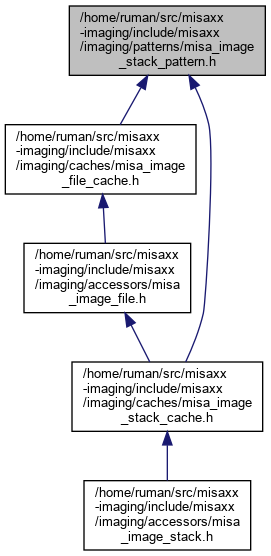 /home/ruman/src/misaxx
-imaging/include/misaxx
/imaging/patterns/misa_image
_stack_pattern.h
/home/ruman/src/misaxx
-imaging/include/misaxx
/imaging/caches/misa_image
_file_cache.h
/home/ruman/src/misaxx
-imaging/include/misaxx
/imaging/accessors/misa
_image_file.h
/home/ruman/src/misaxx
-imaging/include/misaxx
/imaging/caches/misa_image
_stack_cache.h
/home/ruman/src/misaxx
-imaging/include/misaxx
/imaging/accessors/misa
_image_stack.h